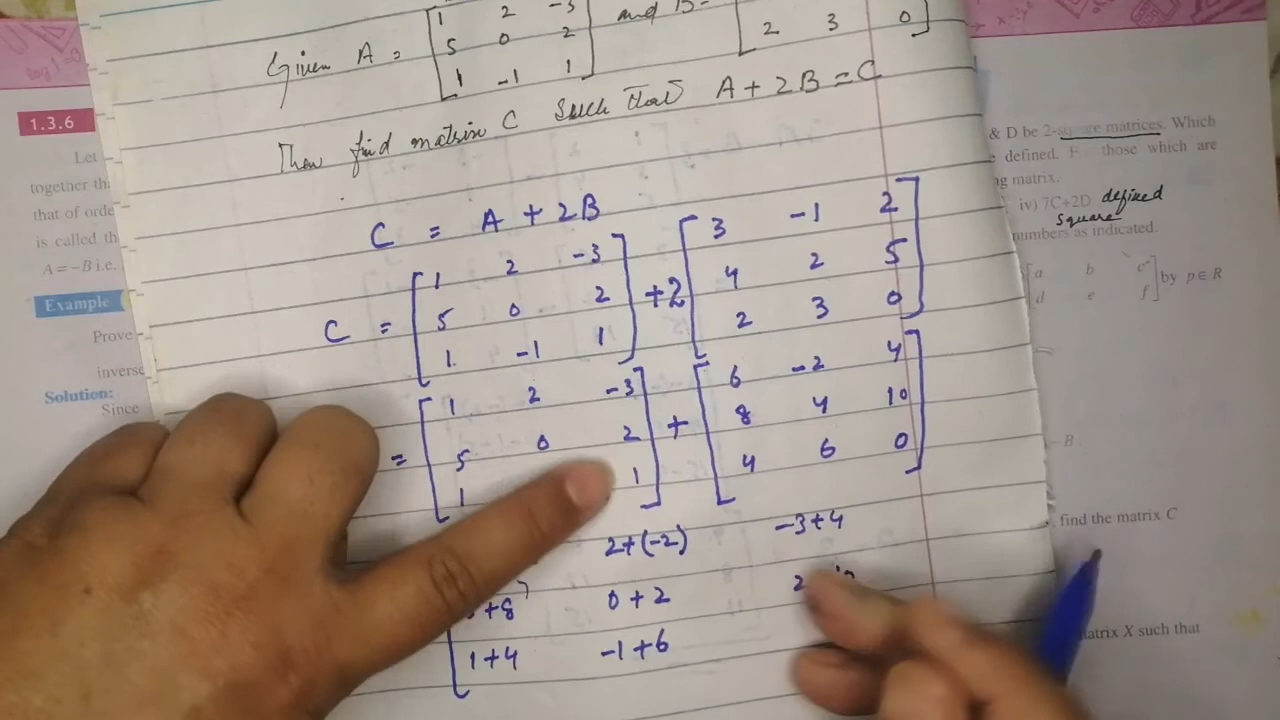 1 2 -3
Given A = 5 0 2 and B =
1 -1 1 2 3 0
Then find matrix C such that A + 2B = C
C = A + 2B
C = [1 2 -3 5 0 2 1 -1 1] + 2 [3 -1 2 4 2 5 2 3 0]
= [1 2 -3 5 0 2 1 1] + [6 -2 4 8 4 10 4 6 0]
2+(-2) -3+4
+8 0+2 2
1+4 -1+6
1.3.6
Let
together th
that of orde
is called th
A = -B i.e.
Example
Prove
inverse
Solution:
Since
& D be 2-square matrices. Which
defined. those which are
ng matrix.
iv) 7C+2D defined
square
numbers as indicated.
a b c
d e f by p ∈ R
B
find the matrix C
atrix X such that